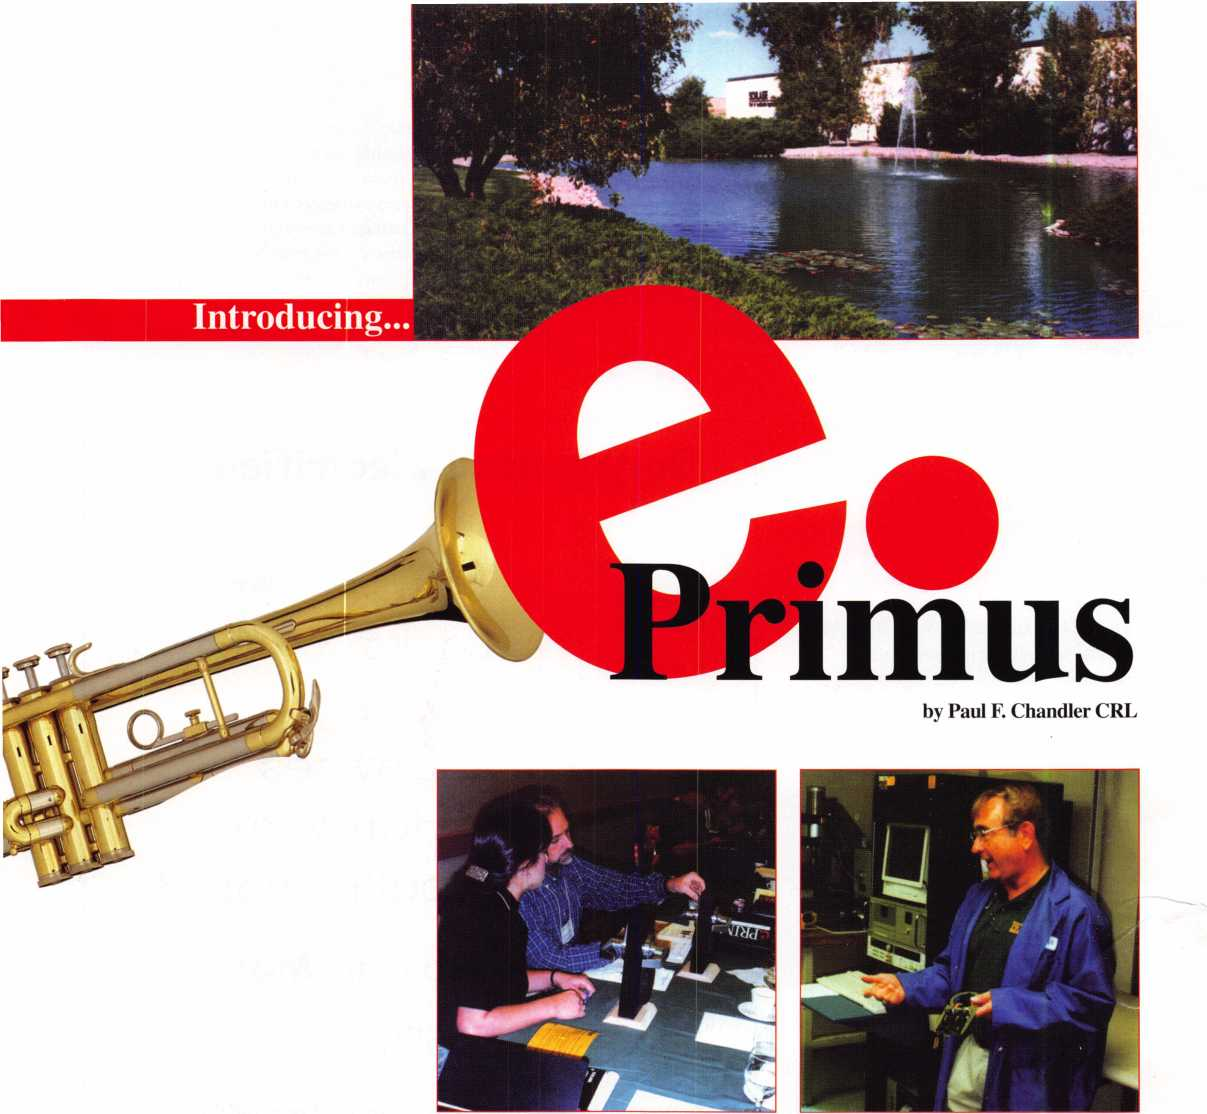 Introducing...
e.
Primus
by Paul F. Chandler CRL